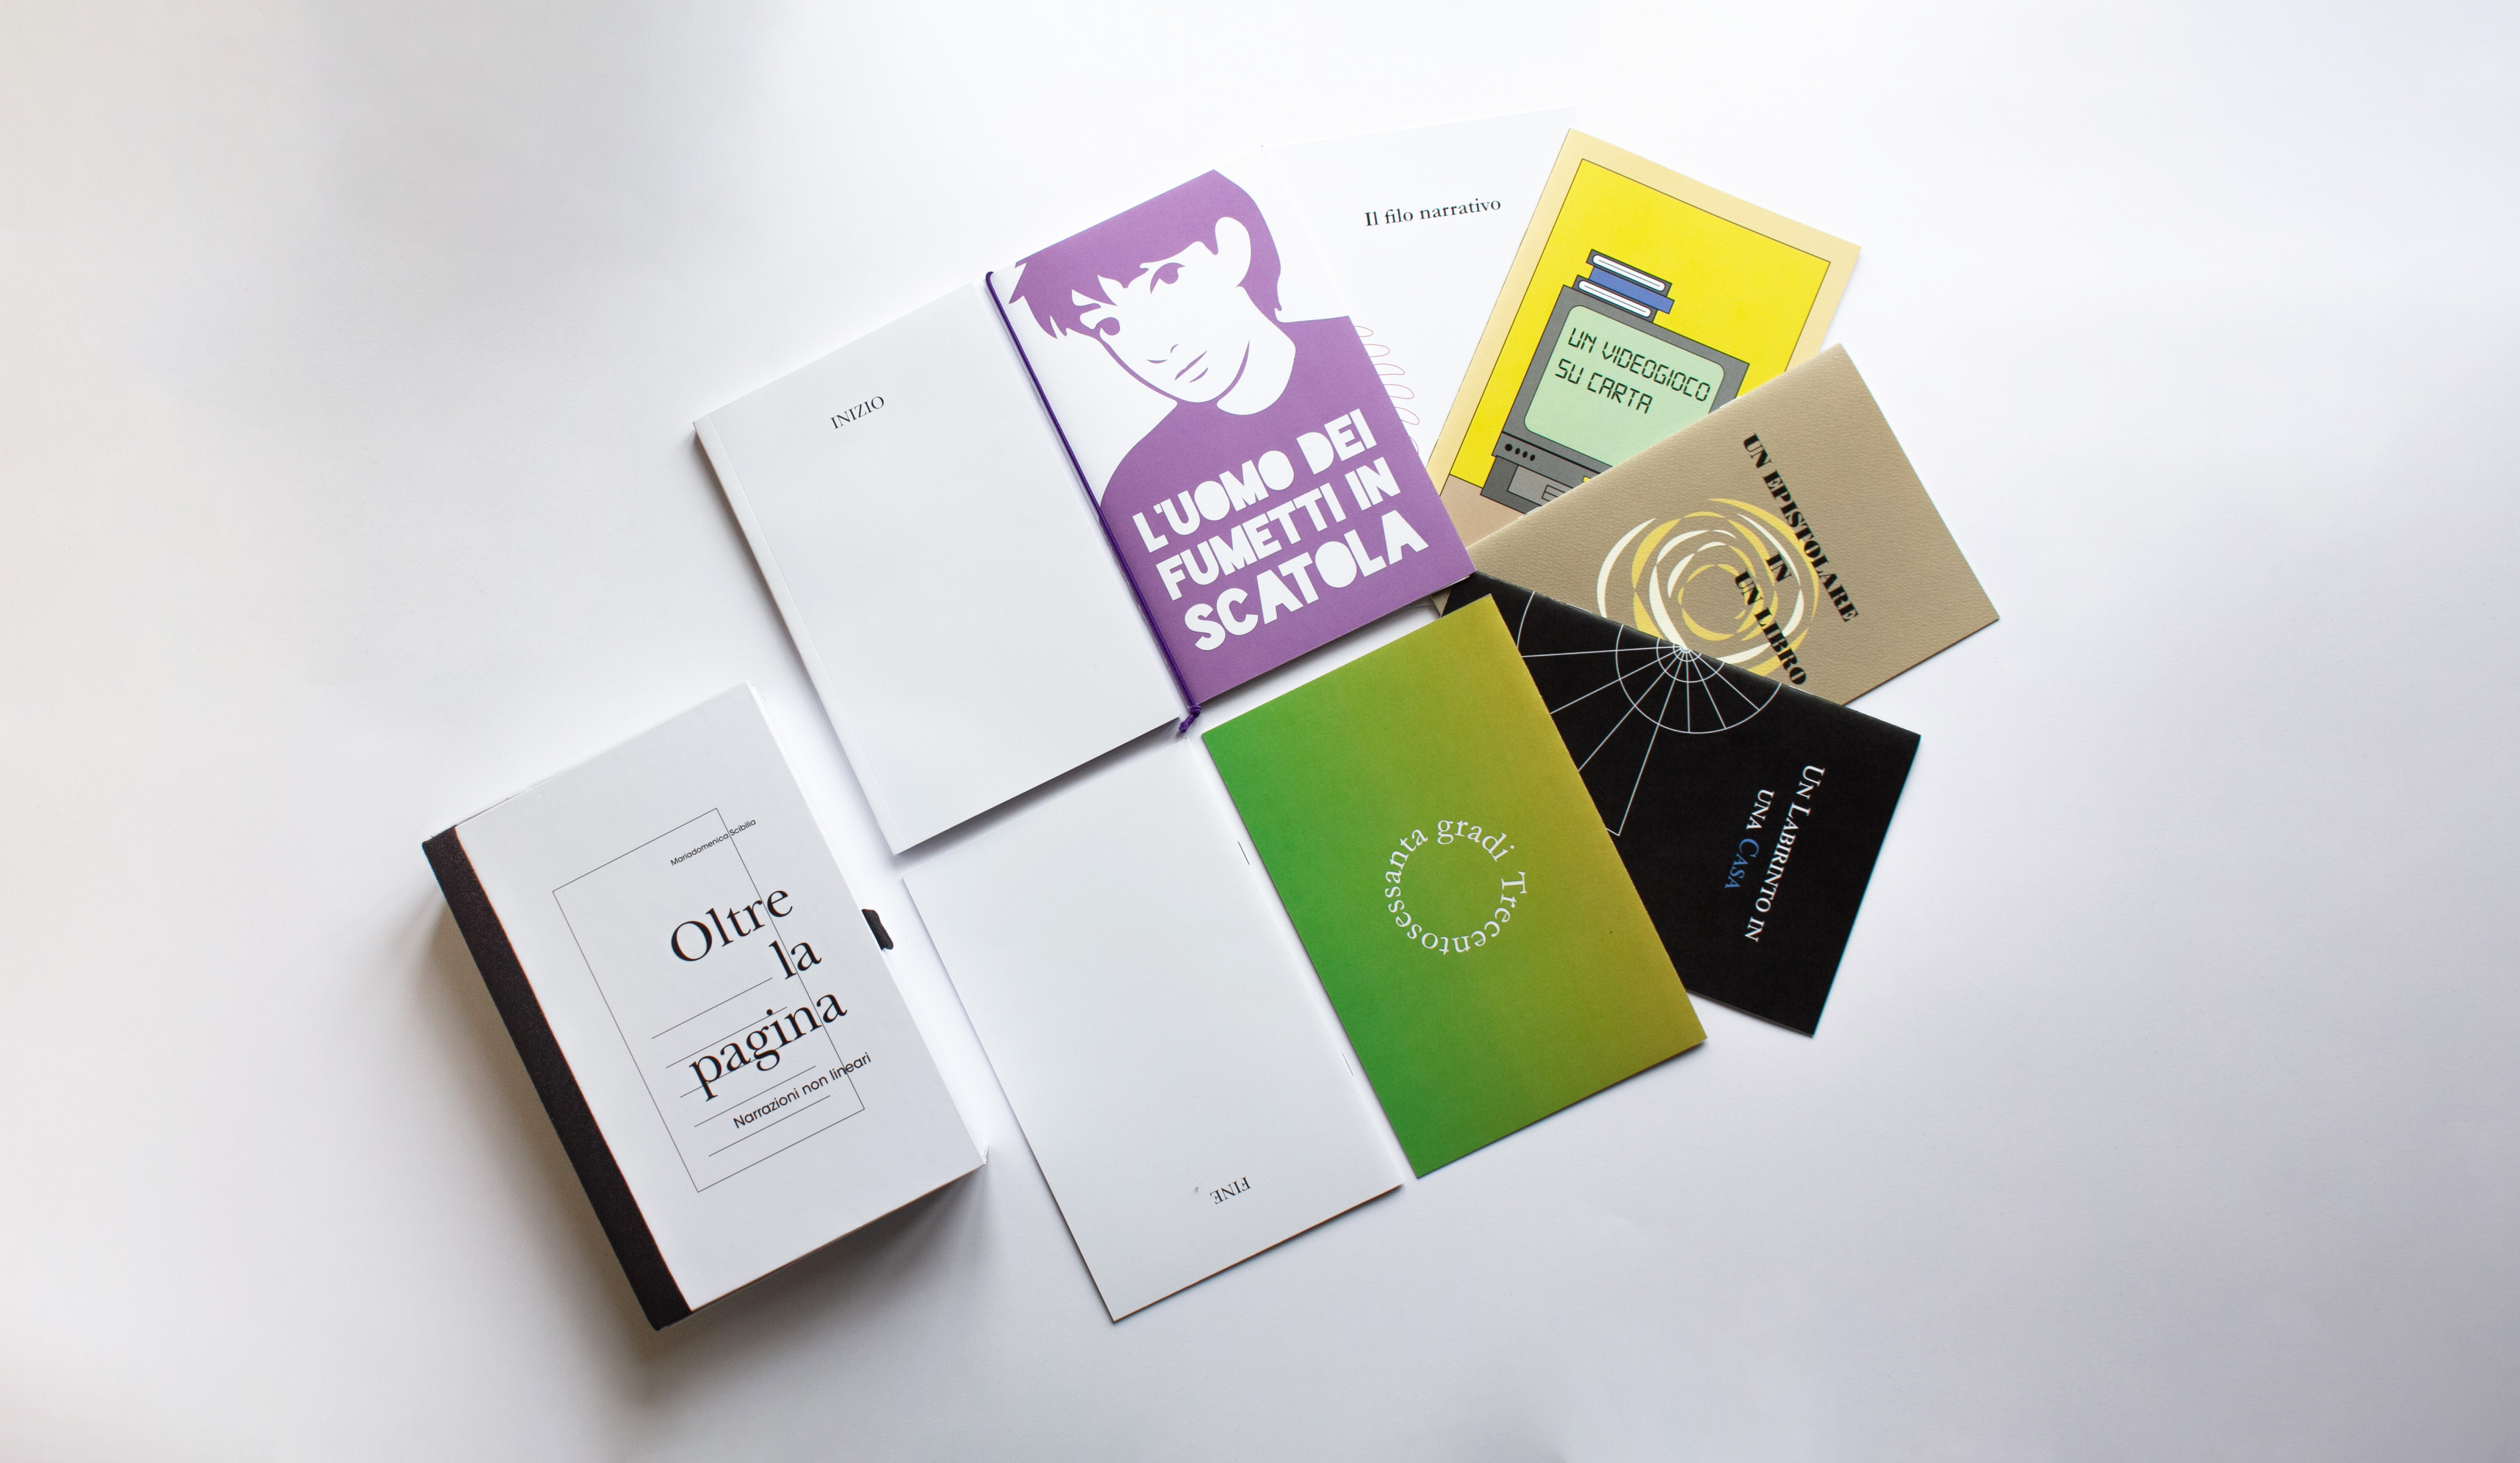 Mariadomenica Scibilia
Oltre
la
pagina
Narrazioni non lineari
INIZIO
L'UOMO DEI
FUMETTI IN
SCATOLA
Il filo narrativo
UN VIDEOGIOCO
SU CARTA
UN EPISTOLARE
IN
UN LIBRO
UN LABIRINTO IN
UNA CASA
Trecentosessanta gradi
FINE